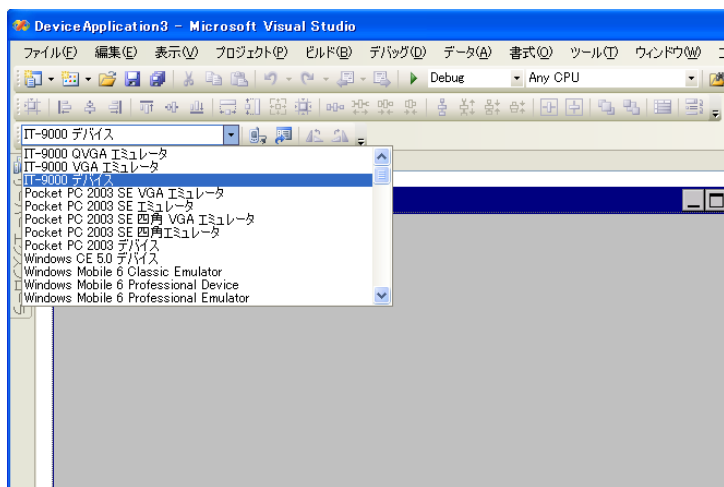 DeviceApplication3 - Microsoft Visual Studio
ファイル(F) 編集(E) 表示(V) プロジェクト(P) ビルド(B) デバッグ(D) データ(A) 書式(O) ツール(T) ウィンドウ(W)
Debug Any CPU
IT-9000 デバイス
IT-9000 QVGA エミュレータ
IT-9000 VGA エミュレータ
IT-9000 デバイス
Pocket PC 2003 SE VGA エミュレータ
Pocket PC 2003 SE エミュレータ
Pocket PC 2003 SE 四角 VGA エミュレータ
Pocket PC 2003 SE 四角エミュレータ
Pocket PC 2003 デバイス
Windows CE 5.0 デバイス
Windows Mobile 6 Classic Emulator
Windows Mobile 6 Professional Device
Windows Mobile 6 Professional Emulator